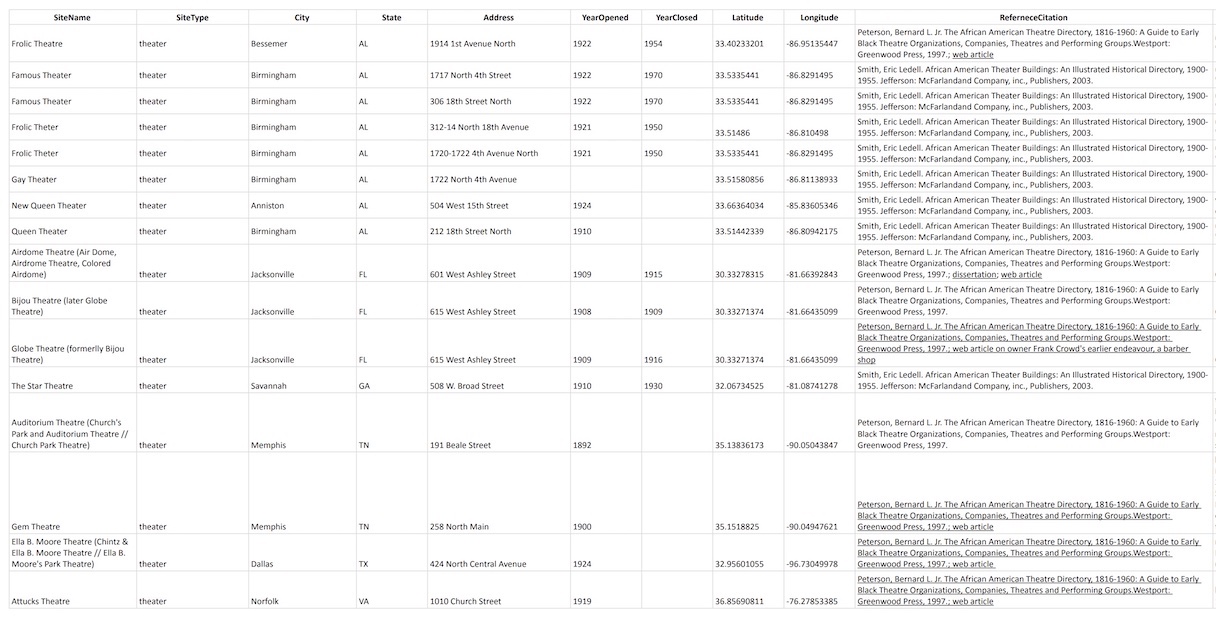 SiteName SiteType City State Address YearOpened YearClosed Latitude Longitude ReferneceCitation
Peterson, Bernard L. Jr. The African American Theatre Directory, 1816-1960: A Guide to Early
Black Theatre Organizations, Companies, Theatres and Performing Groups.Westport:
Frolic Theatre theater Bessemer AL 1914 1st Avenue North 1922 1954 33.40233201 -86.95135447 Greenwood Press, 1997.; web article
Smith, Eric Ledell. African American Theater Buildings: An Illustrated Historical Directory, 1900-
Famous Theater theater Birmingham AL 1717 North 4th Street 1922 1970 33.5335441 -86.8291495 1955. Jefferson: McFarlandand Company, inc., Publishers, 2003.
Smith, Eric Ledell. African American Theater Buildings: An Illustrated Historical Directory, 1900-
Famous Theater theater Birmingham AL 306 18th Street North 1922 1970 33.5335441 -86.8291495 1955. Jefferson: McFarlandand Company, inc., Publishers, 2003.
Smith, Eric Ledell. African American Theater Buildings: An Illustrated Historical Directory, 1900-
Frolic Theter theater Birmingham AL 312-14 North 18th Avenue 1921 1950 33.51486 -86.810498 1955. Jefferson: McFarlandand Company, inc., Publishers, 2003.
Smith, Eric Ledell. African American Theater Buildings: An Illustrated Historical Directory, 1900-
Frolic Theter theater Birmingham AL 1720-1722 4th Avenue North 1921 1950 33.5335441 -86.8291495 1955. Jefferson: McFarlandand Company, inc., Publishers, 2003.
Smith, Eric Ledell. African American Theater Buildings: An Illustrated Historical Directory, 1900-
Gay Theater theater Birmingham AL 1722 North 4th Avenue 33.51580856 -86.81138933 1955. Jefferson: McFarlandand Company, inc., Publishers, 2003.
Smith, Eric Ledell. African American Theater Buildings: An Illustrated Historical Directory, 1900-
New Queen Theater theater Anniston AL 504 West 15th Street 1924 33.66364034 -85.83605346 1955. Jefferson: McFarlandand Company, inc., Publishers, 2003.
Smith, Eric Ledell. African American Theater Buildings: An Illustrated Historical Directory, 1900-
Queen Theater theater Birmingham AL 212 18th Street North 1910 33.51442339 -86.80942175 1955. Jefferson: McFarlandand Company, inc., Publishers, 2003.
Airdome Theatre (Air Dome, Peterson, Bernard L. Jr. The African American Theatre Directory, 1816-1960: A Guide to Early
Airdrome Theatre, Colored Black Theatre Organizations, Companies, Theatres and Performing Groups.Westport:
Airdome) theater Jacksonville FL 601 West Ashley Street 1909 1915 30.33278315 -81.66392843 Greenwood Press, 1997.; dissertation; web article
Peterson, Bernard L. Jr. The African American Theatre Directory, 1816-1960: A Guide to Early
Bijou Theatre (later Globe Black Theatre Organizations, Companies, Theatres and Performing Groups.Westport:
Theatre) theater Jacksonville FL 615 West Ashley Street 1908 1909 30.33271374 -81.66435099 Greenwood Press, 1997.
Peterson, Bernard L. Jr. The African American Theatre Directory, 1816-1960: A Guide to Early
Black Theatre Organizations, Companies, Theatres and Performing Groups.Westport:
Globe Theatre (formerlly Bijou Greenwood Press, 1997.; web article on owner Frank Crowd's earlier endeavour, a barber
Theatre) theater Jacksonville FL 615 West Ashley Street 1909 1916 30.33271374 -81.66435099 shop
Smith, Eric Ledell. African American Theater Buildings: An Illustrated Historical Directory, 1900-
The Star Theatre theater Savannah GA 508 W. Broad Street 1910 1930 32.06734525 -81.08741278 1955. Jefferson: McFarlandand Company, inc., Publishers, 2003.
Auditorium Theatre (Church's Peterson, Bernard L. Jr. The African American Theatre Directory, 1816-1960: A Guide to Early
Park and Auditorium Theatre // Black Theatre Organizations, Companies, Theatres and Performing Groups.Westport:
Church Park Theatre) theater Memphis TN 191 Beale Street 1892 35.13836173 -90.05043847 Greenwood Press, 1997.
Peterson, Bernard L. Jr. The African American Theatre Directory, 1816-1960: A Guide to Early
Black Theatre Organizations, Companies, Theatres and Performing Groups.Westport:
Gem Theatre theater Memphis TN 258 North Main 1900 35.1518825 -90.04947621 Greenwood Press, 1997.; web article
Ella B. Moore Theatre (Chintz & Peterson, Bernard L. Jr. The African American Theatre Directory, 1816-1960: A Guide to Early
Ella B. Moore Theatre // Ella B. Black Theatre Organizations, Companies, Theatres and Performing Groups.Westport:
Moore's Park Theatre) theater Dallas TX 424 North Central Avenue 1924 32.95601055 -96.73049978 Greenwood Press, 1997.; web article
Peterson, Bernard L. Jr. The African American Theatre Directory, 1816-1960: A Guide to Early
Black Theatre Organizations, Companies, Theatres and Performing Groups.Westport:
Attucks Theatre theater Norfolk VA 1010 Church Street 1919 36.85690811 -76.27853385 Greenwood Press, 1997.; web article